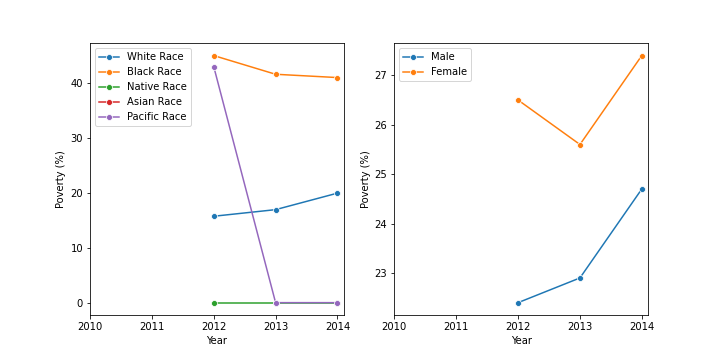 White Race
Black Race
Native Race
Asian Race
Pacific Race
Poverty (%)
40
30
20
10
0
2010 2011 2012 2013 2014
Year
Male
Female
Poverty (%)
27
26
25
24
23
2010 2011 2012 2013 2014
Year